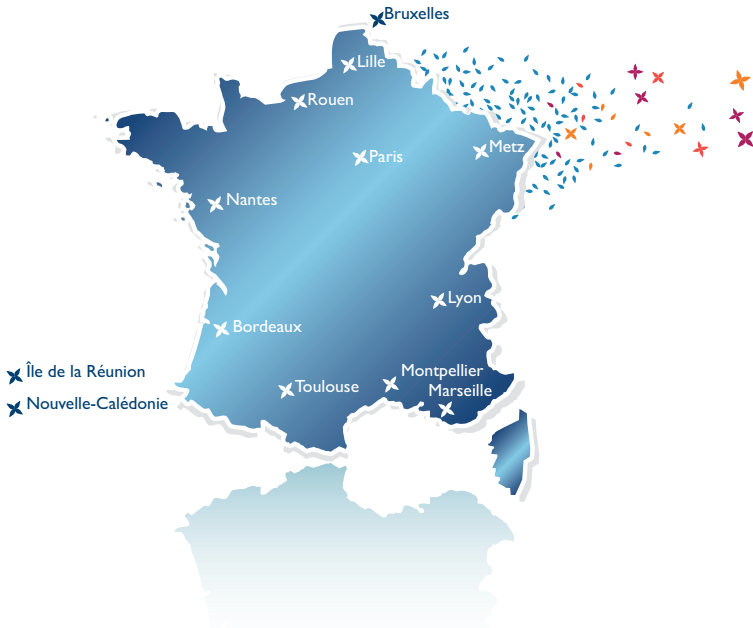 Bruxelles
Lille
Rouen
Paris
Metz
Nantes
Lyon
Bordeaux
Île de la Réunion
Montpellier
Toulouse
Marseille
Nouvelle-Calédonie